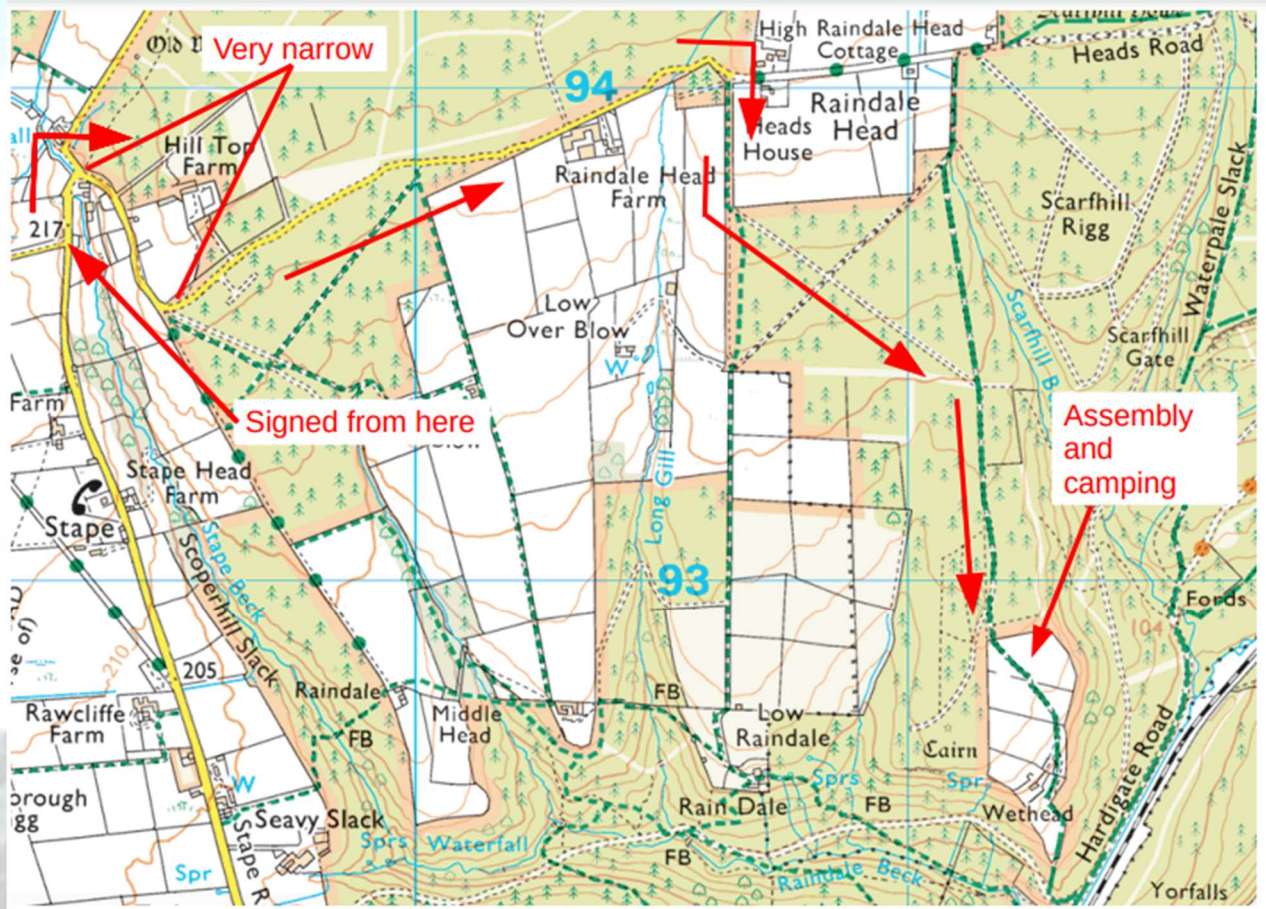 Old
Very narrow
High Raindale Head
Cottage
Heads Road
94
Hill Top
Farm
Raindale
Head
Heads
House
Raindale Head
Farm
Scarfhill
Rigg
Waterpale Slack
217
Low
Over Blow
W
Scarfhill B
Scarfhill
Gate
Farm
Signed from here
Assembly
and
camping
Stape Head
Farm
Stape
Stape Beck
Scoperhill Slack
Long Gill
93
Fords
104
210
205
Raindale
Rawcliffe
Farm
FB
Middle
Head
FB
Low
Raindale
Cairn
Sprs
Spr
Hardigate Road
W
Rain Dale
FB
Wethead
Seavy Slack
Stape R
Sprs
Waterfall
FB
Raindale Beck
Spr
Yorfalls